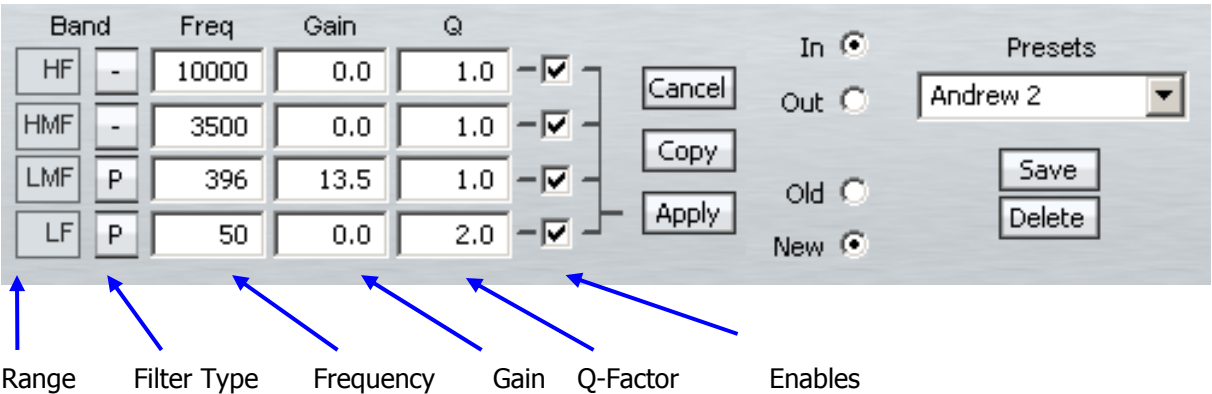 Band Freq Gain Q
HF - 10000 0.0 1.0
HMF - 3500 0.0 1.0
LMF P 396 13.5 1.0
LF P 50 0.0 2.0
Cancel
Copy
Apply
In
Out
Old
New
Presets
Andrew 2
Save
Delete
Range Filter Type Frequency Gain Q-Factor Enables